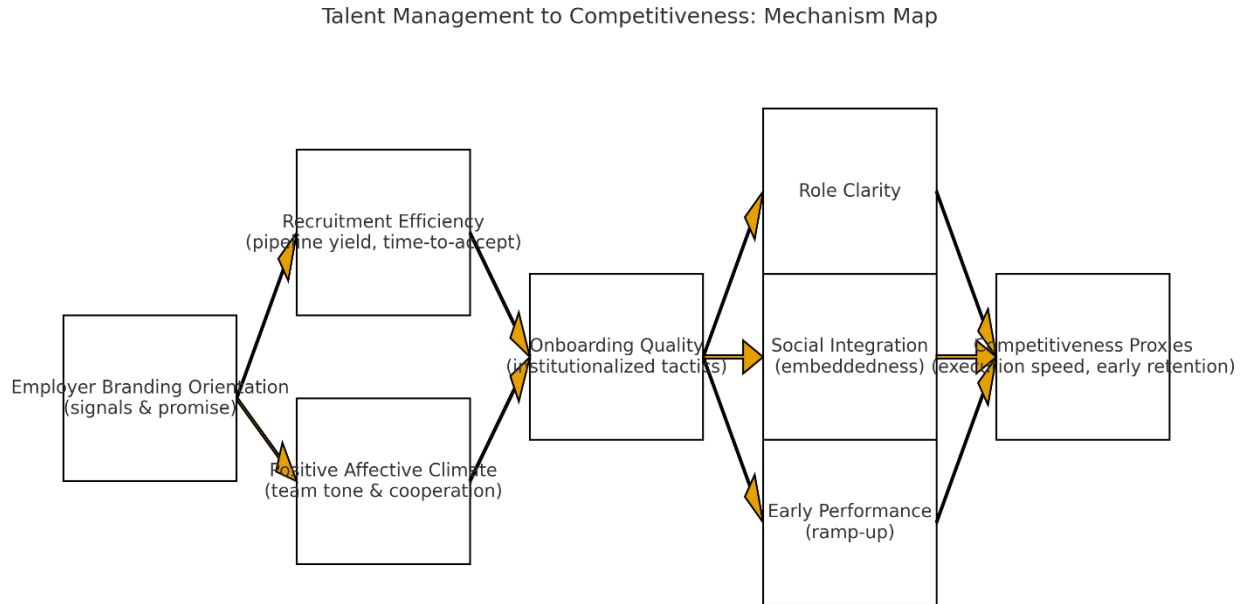 Talent Management to Competitiveness: Mechanism Map
Employer Branding Orientation
(signals & promise)
Recruitment Efficiency
(pipeline yield, time-to-accept)
Positive Affective Climate
(team tone & cooperation)
Onboarding Quality
(institutionalized tactics)
Role Clarity
Social Integration
(embeddedness)
Early Performance
(ramp-up)
Competitiveness Proxies
(execution speed, early retention)